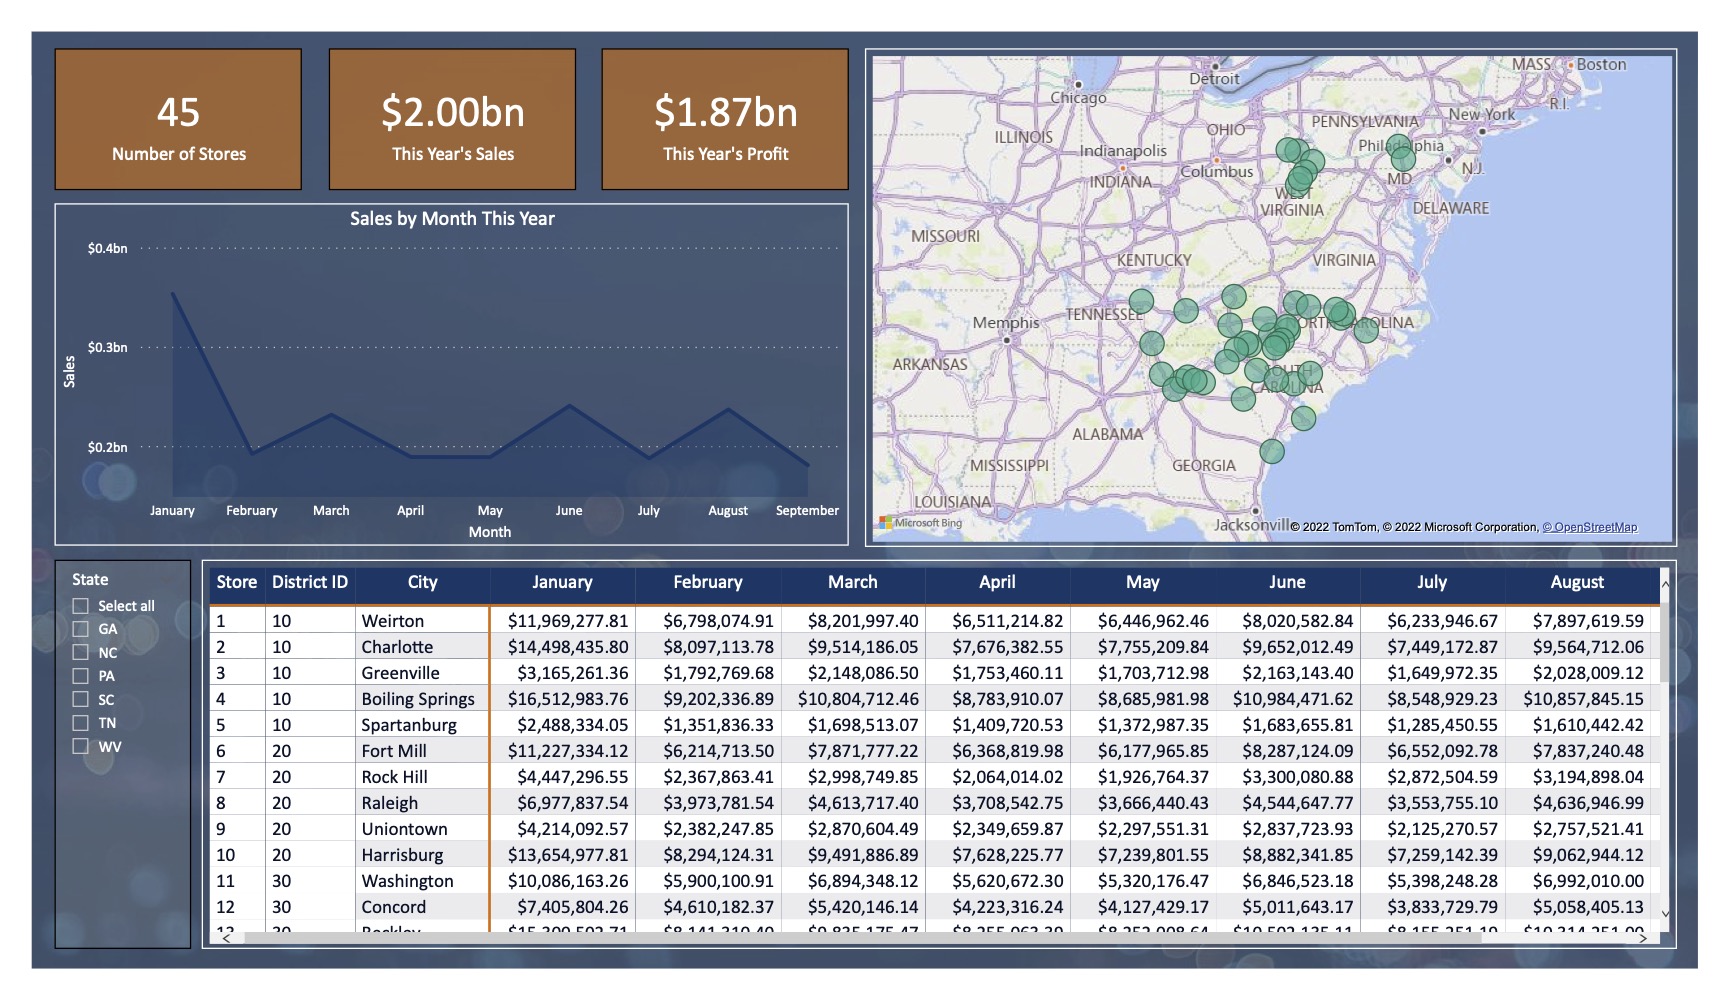 45
Number of Stores
$2.00bn
This Year's Sales
$1.87bn
This Year's Profit
Sales by Month This Year
$0.4bn
$0.3bn
$0.2bn
Sales
January February March April May June July August September
Month
Detroit
MASS. Boston
Chicago
R.I.
New York
PENNSYLVANIA
OHIO
ILLINOIS
Indianapolis
Philadelphia
Columbus
N.J.
INDIANA
MD
WEST
VIRGINIA
DELAWARE
MISSOURI
KENTUCKY
VIRGINIA
TENNESSEE
Memphis
NORTH CAROLINA
ARKANSAS
SOUTH
CAROLINA
ALABAMA
MISSISSIPPI
GEORGIA
LOUISIANA
Microsoft Bing
Jacksonvill
© 2022 TomTom, © 2022 Microsoft Corporation, © OpenStreetMap
State
Select all
GA
NC
PA
SC
TN
WV
Store District ID City January February March April May June July August
1 10 Weirton $11,969,277.81 $6,798,074.91 $8,201,997.40 $6,511,214.82 $6,446,962.46 $8,020,582.84 $6,233,946.67 $7,897,619.59
2 10 Charlotte $14,498,435.80 $8,097,113.78 $9,514,186.05 $7,676,382.55 $7,755,209.84 $9,652,012.49 $7,449,172.87 $9,564,712.06
3 10 Greenville $3,165,261.36 $1,792,769.68 $2,148,086.50 $1,753,460.11 $1,703,712.98 $2,163,143.40 $1,649,972.35 $2,028,009.12
4 10 Boiling Springs $16,512,983.76 $9,202,336.89 $10,804,712.46 $8,783,910.07 $8,685,981.98 $10,984,471.62 $8,548,929.23 $10,857,845.15
5 10 Spartanburg $2,488,334.05 $1,351,836.33 $1,698,513.07 $1,409,720.53 $1,372,987.35 $1,683,655.81 $1,285,450.55 $1,610,442.42
6 20 Fort Mill $11,227,334.12 $6,214,713.50 $7,871,777.22 $6,368,819.98 $6,177,965.85 $8,287,124.09 $6,552,092.78 $7,837,240.48
7 20 Rock Hill $4,447,296.55 $2,367,863.41 $2,998,749.85 $2,064,014.02 $1,926,764.37 $3,300,080.88 $2,872,504.59 $3,194,898.04
8 20 Raleigh $6,977,837.54 $3,973,781.54 $4,613,717.40 $3,708,542.75 $3,666,440.43 $4,544,647.77 $3,553,755.10 $4,636,946.99
9 20 Uniontown $4,214,092.57 $2,382,247.85 $2,870,604.49 $2,349,659.87 $2,297,551.31 $2,837,723.93 $2,125,270.57 $2,757,521.41
10 20 Harrisburg $13,654,977.81 $8,294,124.31 $9,491,886.89 $7,628,225.77 $7,239,801.55 $8,882,341.85 $7,259,142.39 $9,062,944.12
11 30 Washington $10,086,163.26 $5,900,100.91 $6,894,348.12 $5,620,672.30 $5,320,176.47 $6,846,523.18 $5,398,248.28 $6,992,010.00
12 30 Concord $7,405,804.26 $4,610,182.37 $5,420,146.14 $4,223,316.24 $4,127,429.17 $5,011,643.17 $3,833,729.79 $5,058,405.13